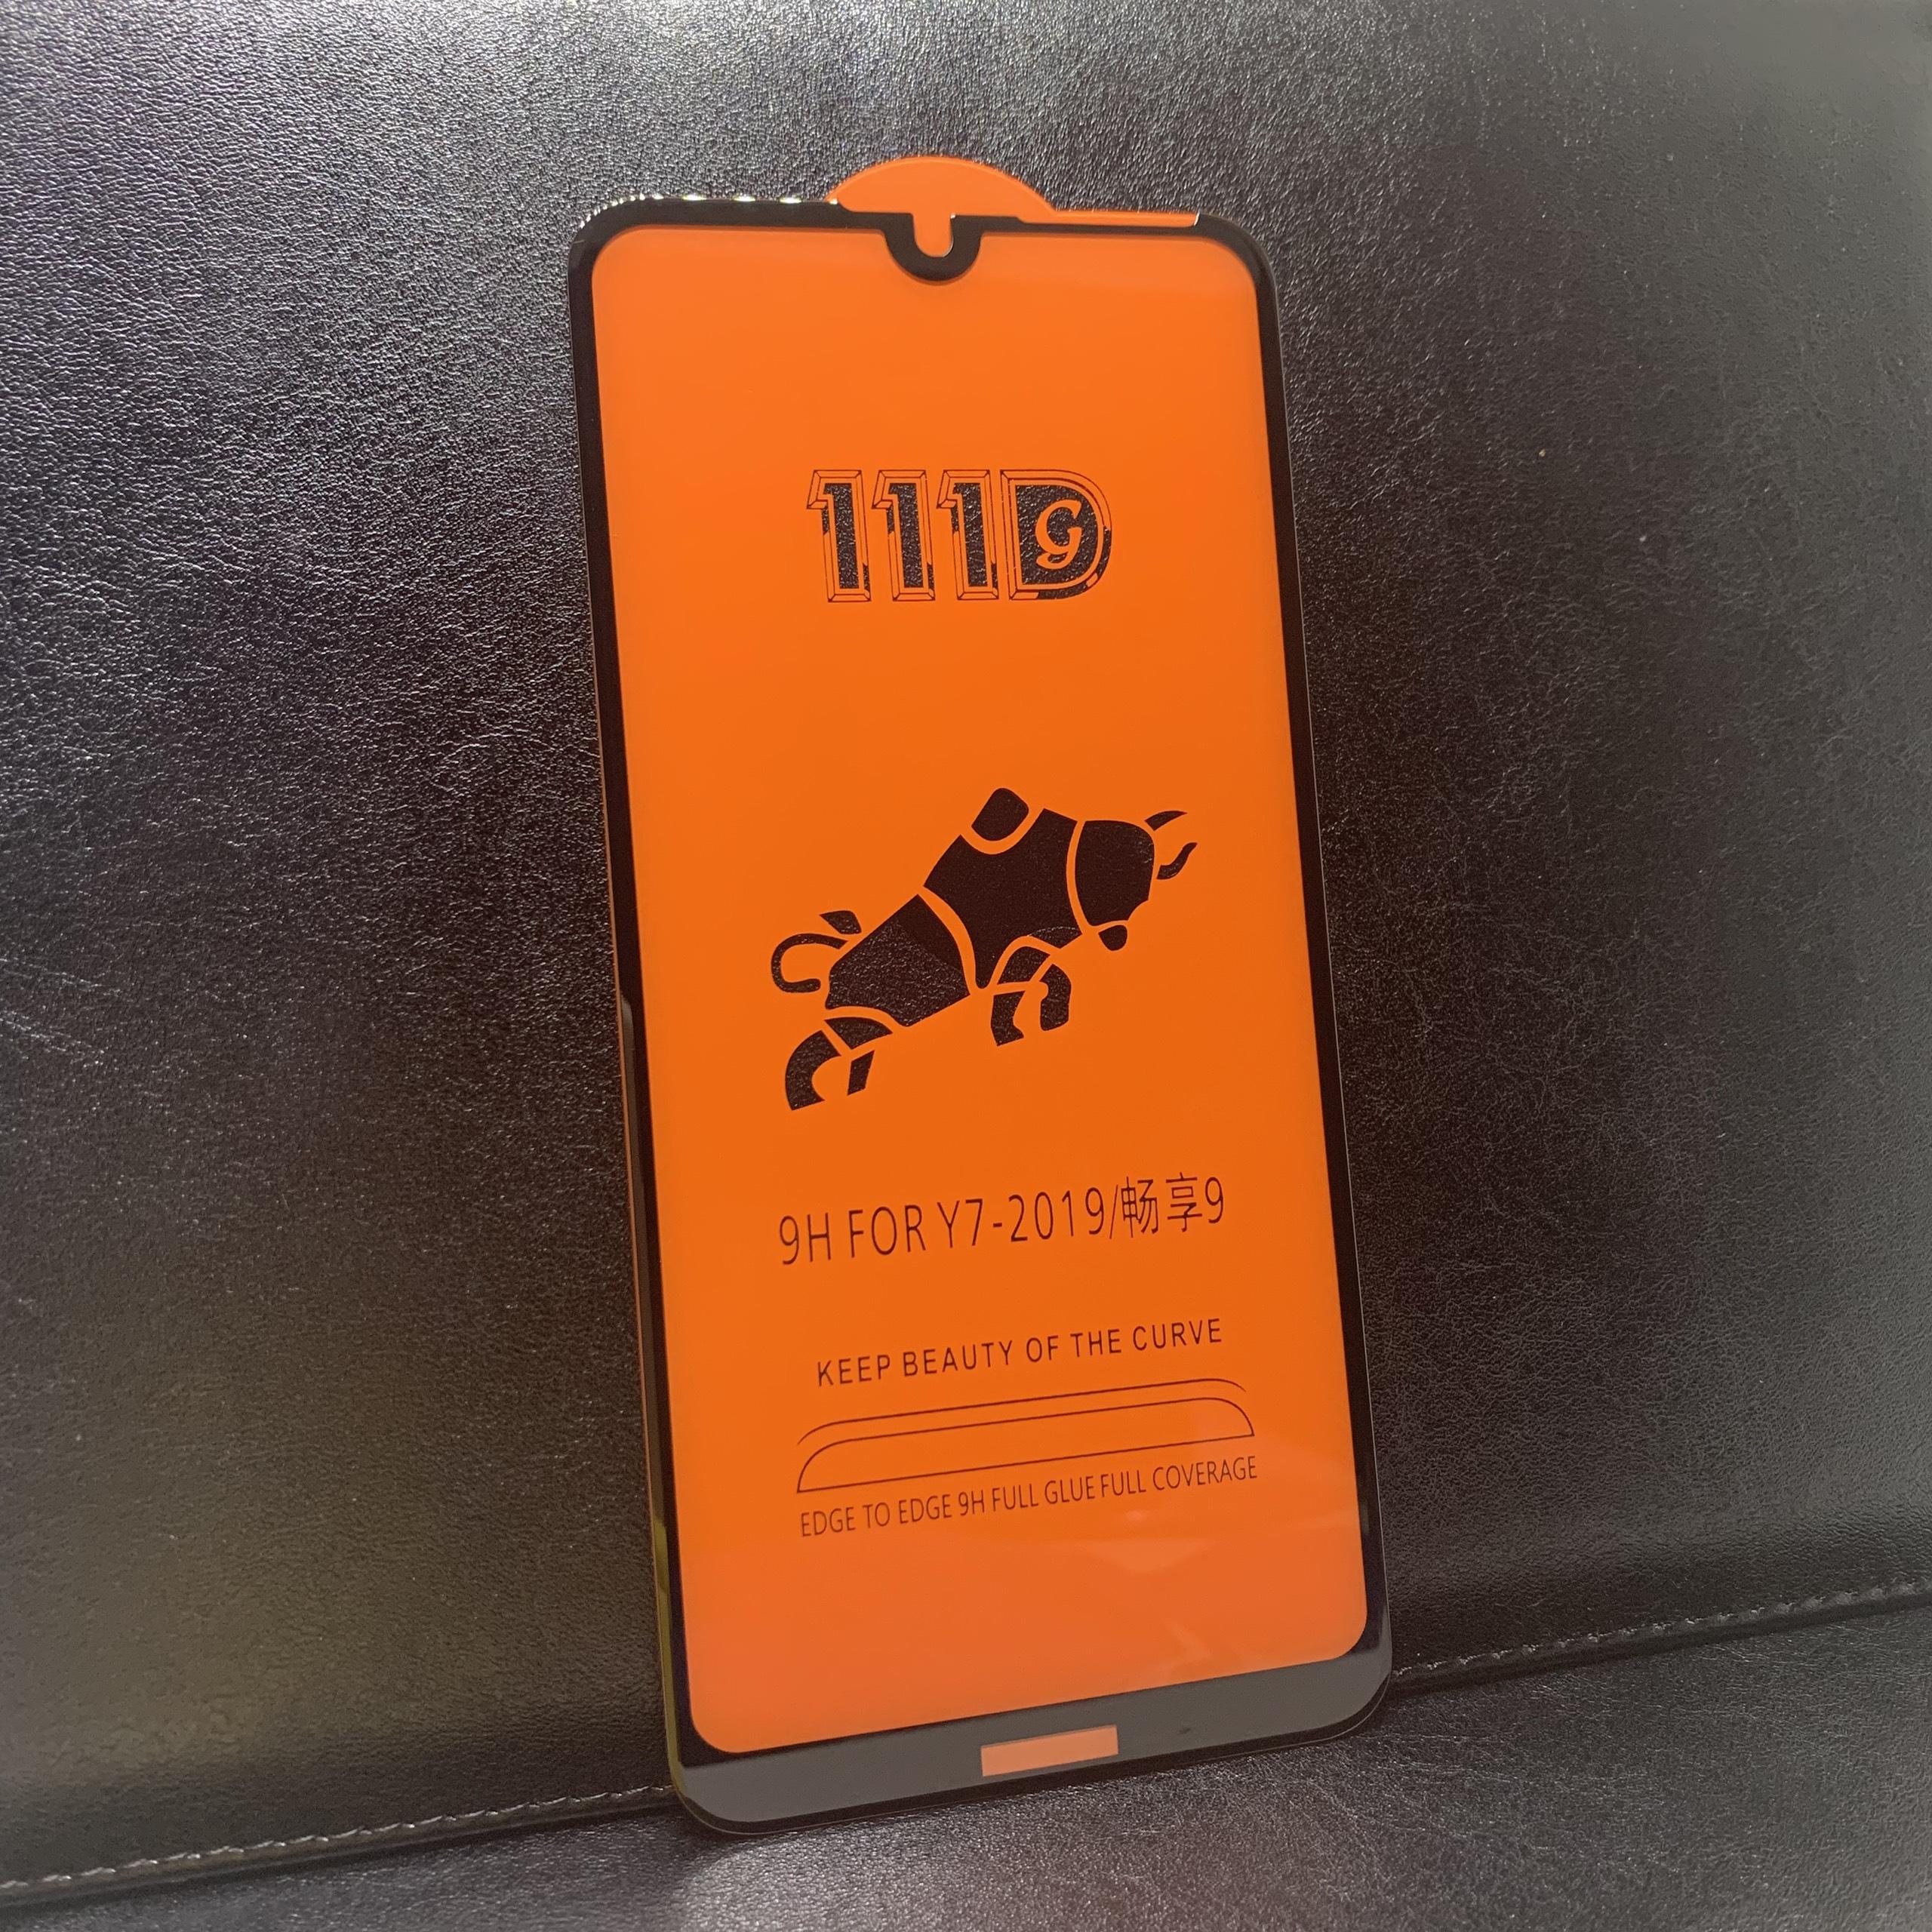 111D
G
9H FOR Y7-2019/畅享9
KEEP BEAUTY OF THE CURVE
EDGE TO EDGE 9H FULL GLUE FULL COVERAGE